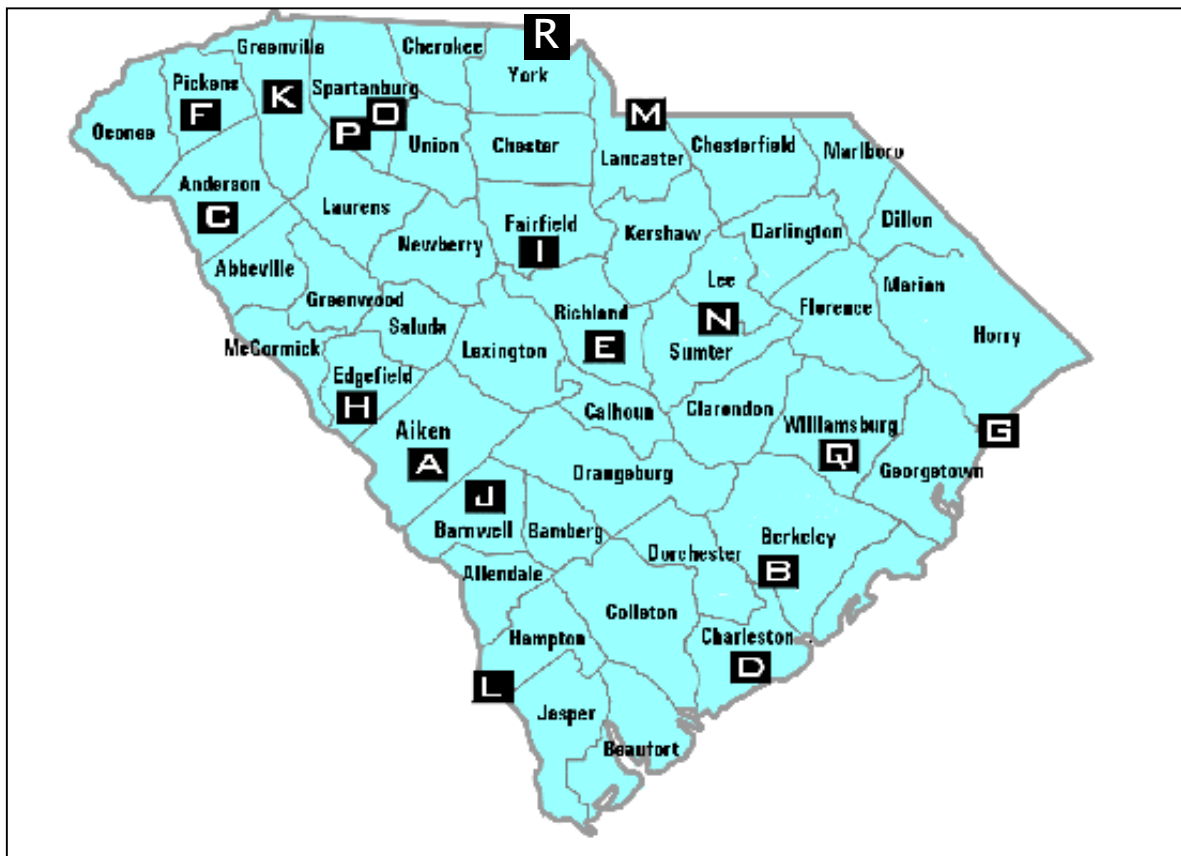 R
Greenville
Cherokee
York
Pickens
Spartanburg
K
F
M
O
P
Oconee
Union
Chester
Lancaster
Chesterfield
Marlboro
Anderson
C
Laurens
Newberry
Fairfield
I
Kershaw
Darlington
Dillon
Abbeville
Greenwood
Saluda
Lee
N
Marion
Richland
E
Florence
Horry
McCormick
Lexington
Sumter
Edgefield
H
Calhoun
Clarendon
Williamsburg
Q
G
Aiken
A
Orangeburg
Georgetown
J
Barnwell
Bamberg
Dorchester
Berkeley
B
Allendale
Colleton
Hampton
Charleston
D
L
Jasper
Beaufort